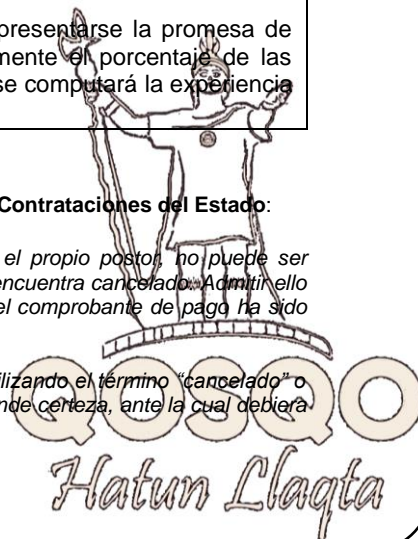 presentarse la promesa de
mente el porcentaje de las
se computará la experiencia
Contrataciones del Estado:
el propio postor, no puede ser
encuentra cancelado. Admitir ello
el comprobante de pago ha sido
ilizando el término "cancelado" o
nde certeza, ante la cual debiera
QOSQO
Hatun Llaqta